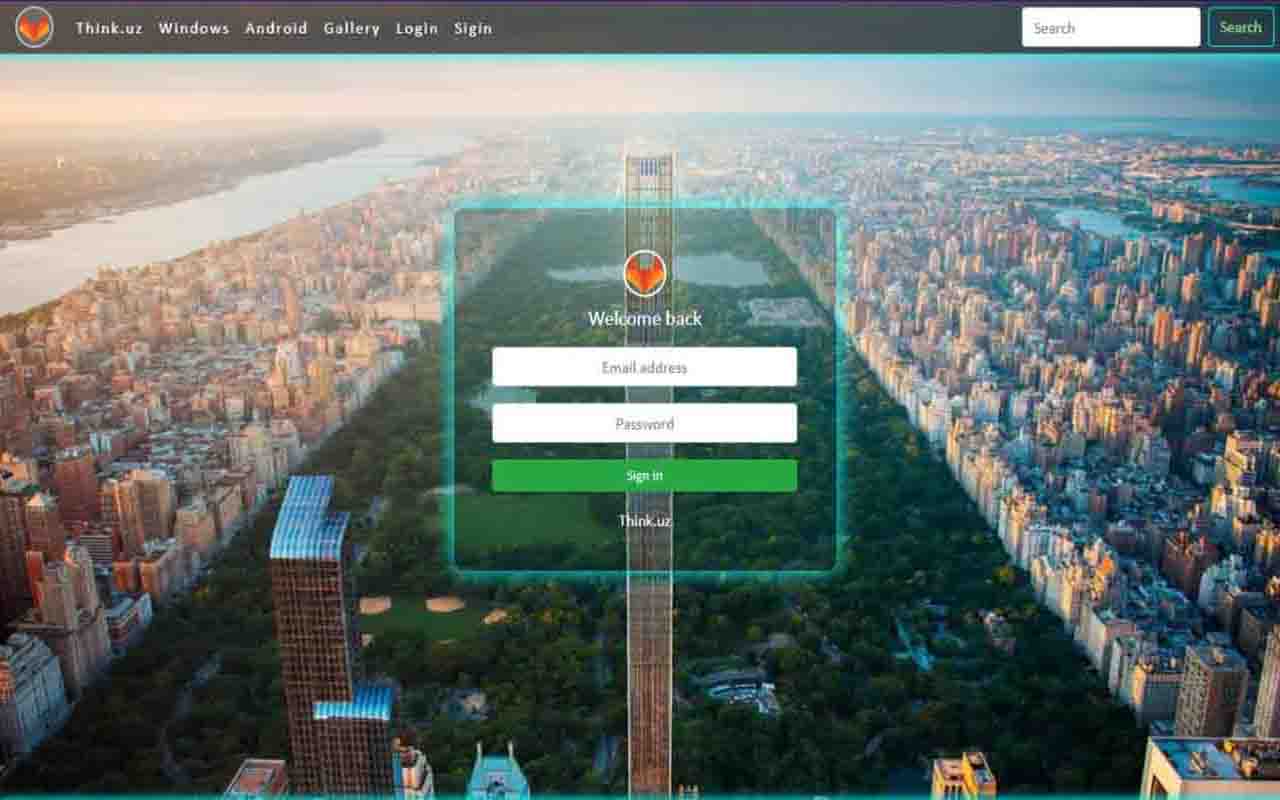 Think.uz Windows Android Gallery Login Sigin Search Search
Welcome back
Email address
Password
Sign in
Think.uz